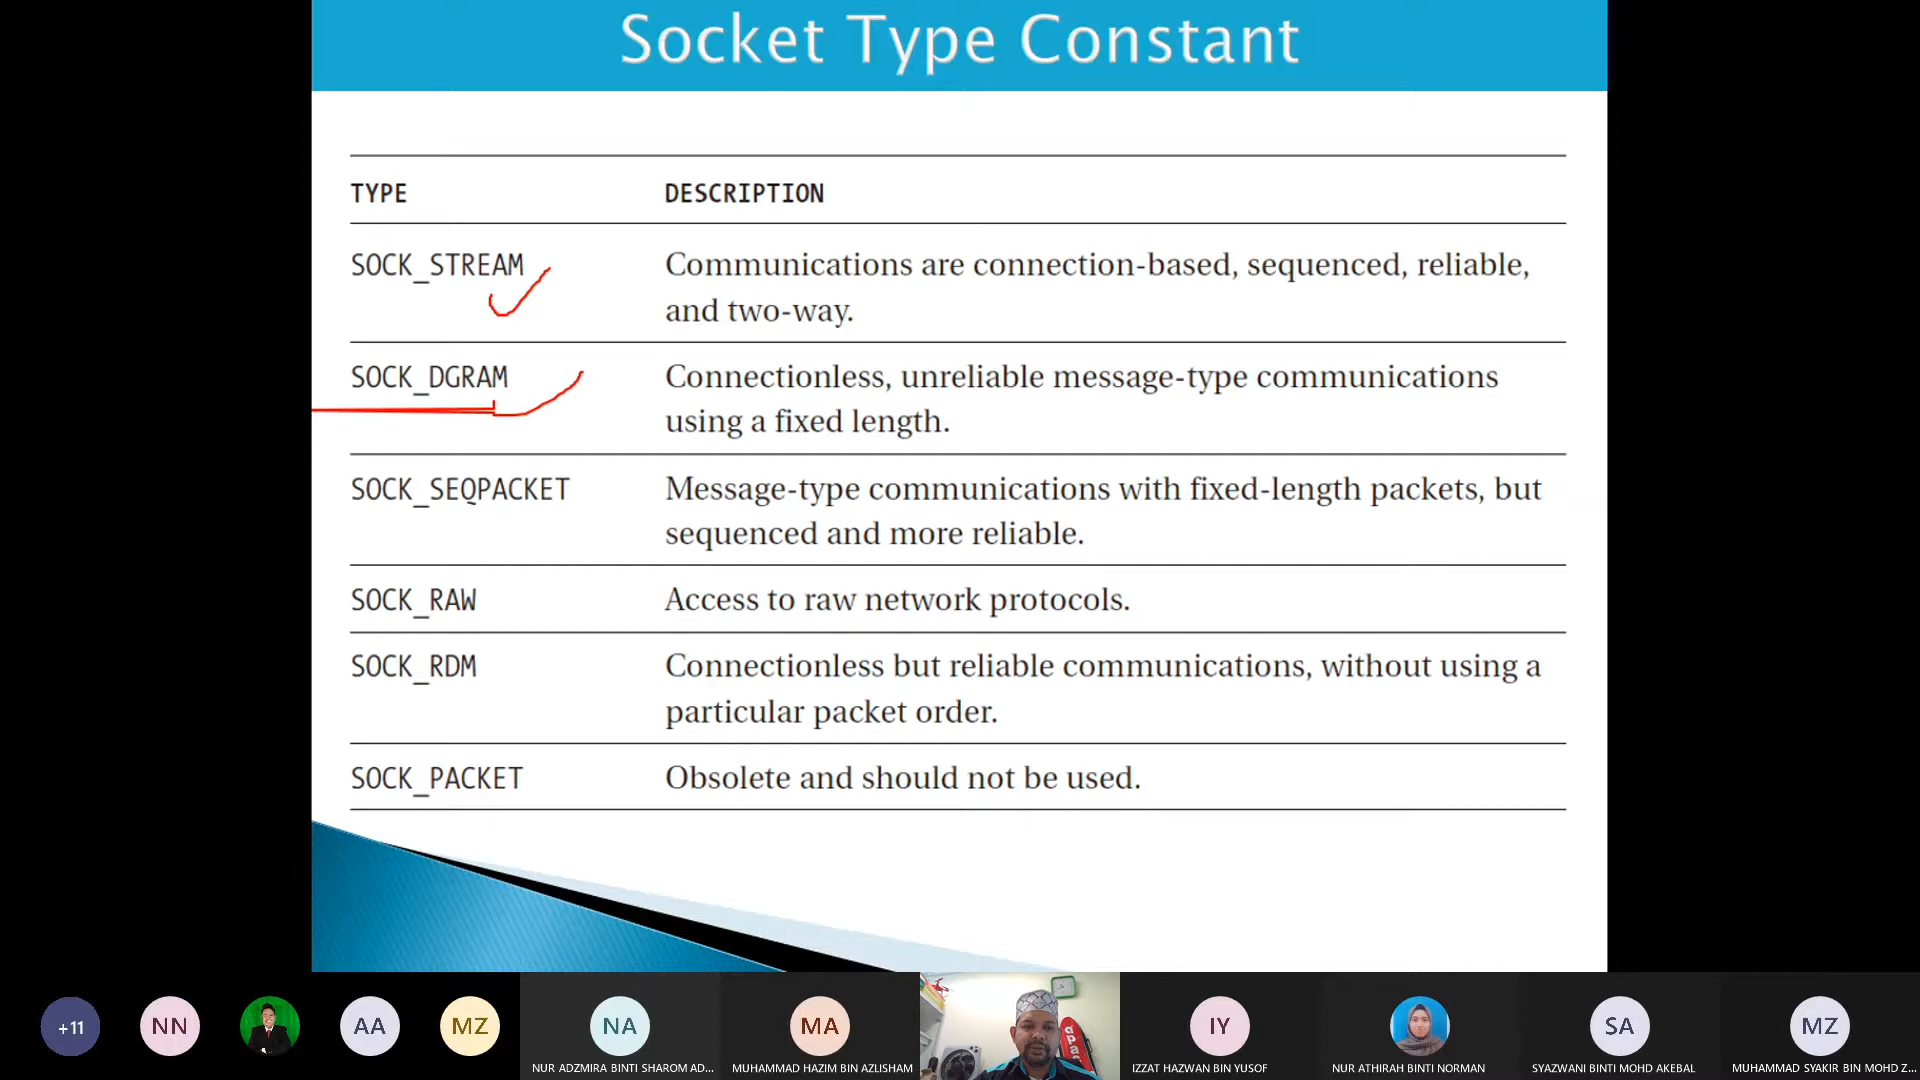 Socket Type Constant
TYPE DESCRIPTION
SOCK_STREAM Communications are connection-based, sequenced, reliable,
and two-way.
SOCK_DGRAM Connectionless, unreliable message-type communications
using a fixed length.
SOCK_SEQPACKET Message-type communications with fixed-length packets, but
sequenced and more reliable.
SOCK_RAW Access to raw network protocols.
SOCK_RDM Connectionless but reliable communications, without using a
particular packet order.
SOCK_PACKET Obsolete and should not be used.
+11 NN AA MZ NA MA IY SA MZ
NUR ADZMIRA BINTI SHAROM AD... MUHAMMAD HAZIM BIN AZLISHAM IZZAT HAZWAN BIN YUSOF NUR ATHIRAH BINTI NORMAN SYAZWANI BINTI MOHD AKEBAL MUHAMMAD SYAKIR BIN MOHD Z...